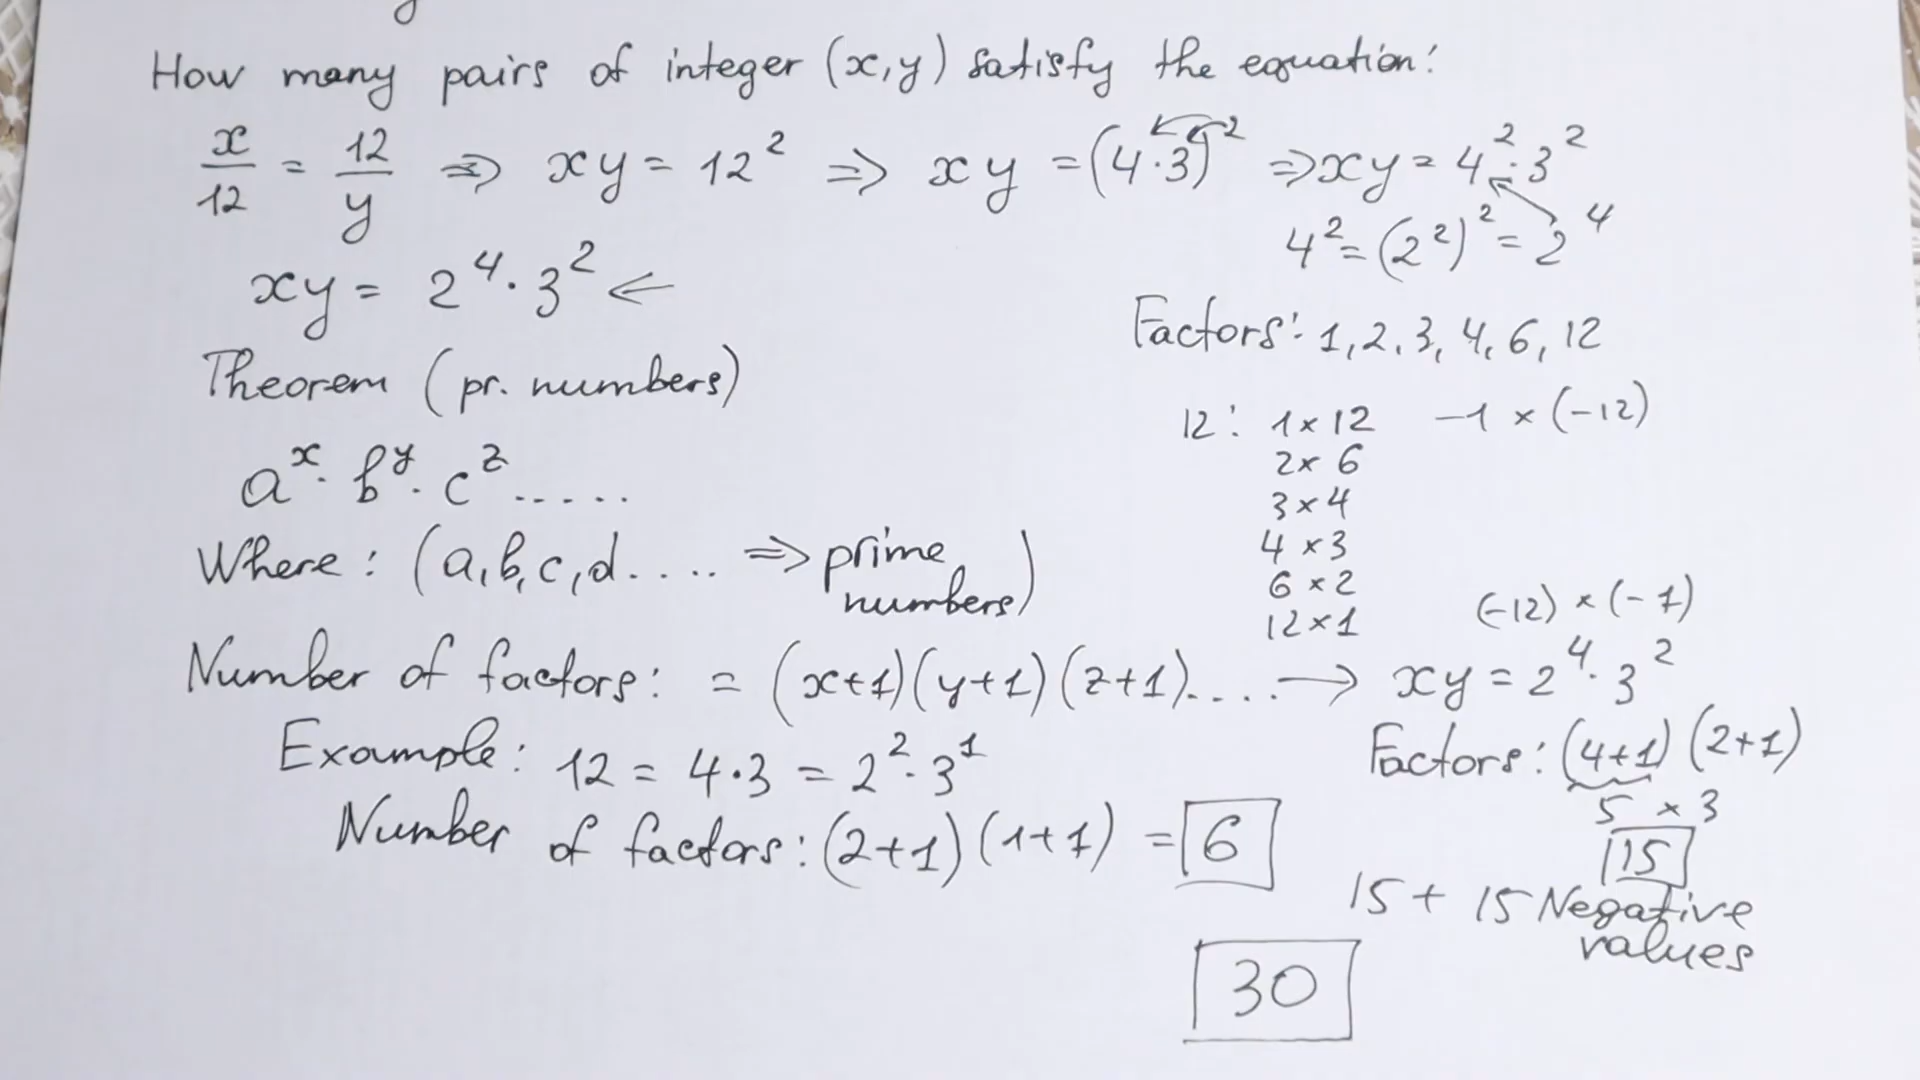 How many pairs of integer (x,y) satisfy the equation:
x/12 = 12/y ⇒ xy = 12² ⇒ xy = (4·3)² ⇒ xy = 4²·3²
4² = (2²)² = 2⁴
xy = 2⁴·3² ←
Factors: 1, 2, 3, 4, 6, 12
Theorem (pr. numbers)
12: 1×12 -1×(-12)
2×6
3×4
4×3
6×2
12×1 (-12)×(-1)
aˣ·bʸ·cᶻ.....
Where: (a,b,c,d.... ⇒ prime
numbers)
Number of factors: = (x+1)(y+1)(z+1).... → xy = 2⁴·3²
Factors: (4+1)(2+1)
5 × 3
15
15 + 15 Negative
values
Example: 12 = 4·3 = 2²·3¹
Number of factors: (2+1)(1+1) = 6
30